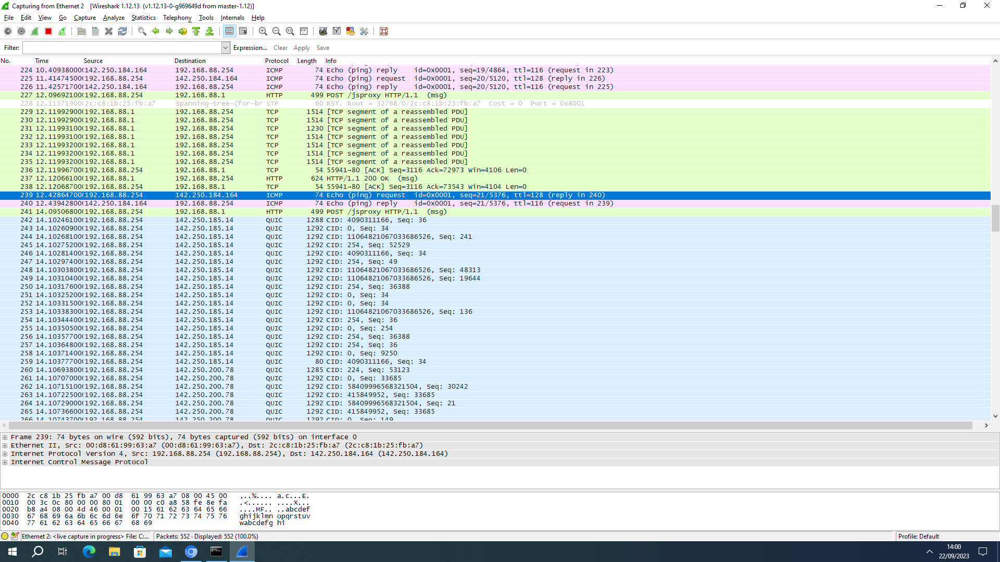 Capturing from Ethernet 2 [Wireshark 1.12.13 (v1.12.13-0-g969649d from master-1.12)]
File Edit View Go Capture Analyze Statistics Telephony Tools Internals Help
Filter: Expression... Clear Apply Save
No. Time Source Destination Protocol Length Info
224 10.40938000( 142.250.184.164 192.168.88.254 ICMP 74 Echo (ping) reply id=0x0001, seq=19/4864, ttl=116 (request in 223)
225 11.41474500( 192.168.88.254 142.250.184.164 ICMP 74 Echo (ping) request id=0x0001, seq=20/5120, ttl=128 (reply in 226)
226 11.42571700( 142.250.184.164 192.168.88.254 ICMP 74 Echo (ping) reply id=0x0001, seq=20/5120, ttl=116 (request in 225)
227 12.09692100( 192.168.88.254 192.168.88.1 HTTP 499 POST /jsproxy HTTP/1.1 (msg)
228 12.11571900( 2c:c8:1b:25:fb:a7 Spanning-tree-(for-br STP 60 RST. Root = 32768/0/2c:c8:1b:25:fb:a7 Cost = 0 Port = 0x8001
229 12.11992900( 192.168.88.1 192.168.88.254 TCP 1514 [TCP segment of a reassembled PDU]
230 12.11992900( 192.168.88.1 192.168.88.254 TCP 1514 [TCP segment of a reassembled PDU]
231 12.11993100( 192.168.88.1 192.168.88.254 TCP 1230 [TCP segment of a reassembled PDU]
232 12.11993100( 192.168.88.1 192.168.88.254 TCP 1514 [TCP segment of a reassembled PDU]
233 12.11993200( 192.168.88.1 192.168.88.254 TCP 1514 [TCP segment of a reassembled PDU]
234 12.11993200( 192.168.88.1 192.168.88.254 TCP 1514 [TCP segment of a reassembled PDU]
235 12.11993200( 192.168.88.1 192.168.88.254 TCP 1514 [TCP segment of a reassembled PDU]
236 12.11996700( 192.168.88.254 192.168.88.1 TCP 54 55941→80 [ACK] Seq=3116 Ack=72973 Win=4106 Len=0
237 12.12066100( 192.168.88.1 192.168.88.254 HTTP 624 HTTP/1.1 200 OK (msg)
238 12.12068700( 192.168.88.254 192.168.88.1 TCP 54 55941→80 [ACK] Seq=3116 Ack=73543 Win=4104 Len=0
239 12.42864700( 192.168.88.254 142.250.184.164 ICMP 74 Echo (ping) request id=0x0001, seq=21/5376, ttl=128 (reply in 240)
240 12.43942800( 142.250.184.164 192.168.88.254 ICMP 74 Echo (ping) reply id=0x0001, seq=21/5376, ttl=116 (request in 239)
241 14.09506800( 192.168.88.254 192.168.88.1 HTTP 499 POST /jsproxy HTTP/1.1 (msg)
242 14.10246100( 192.168.88.254 142.250.185.14 QUIC 1288 CID: 4090311166, Seq: 36
243 14.10260900( 192.168.88.254 142.250.185.14 QUIC 1292 CID: 0, Seq: 34
244 14.10268100( 192.168.88.254 142.250.185.14 QUIC 1292 CID: 11064821067033686526, Seq: 241
245 14.10275200( 192.168.88.254 142.250.185.14 QUIC 1292 CID: 254, Seq: 52529
246 14.10281400( 192.168.88.254 142.250.185.14 QUIC 1292 CID: 4090311166, Seq: 34
247 14.10297400( 192.168.88.254 142.250.185.14 QUIC 1292 CID: 254, Seq: 49
248 14.10303800( 192.168.88.254 142.250.185.14 QUIC 1292 CID: 11064821067033686526, Seq: 48313
249 14.10310400( 192.168.88.254 142.250.185.14 QUIC 1292 CID: 11064821067033686526, Seq: 19644
250 14.10317600( 192.168.88.254 142.250.185.14 QUIC 1292 CID: 254, Seq: 36388
251 14.10325200( 192.168.88.254 142.250.185.14 QUIC 1292 CID: 0, Seq: 34
252 14.10331500( 192.168.88.254 142.250.185.14 QUIC 1292 CID: 0, Seq: 34
253 14.10338300( 192.168.88.254 142.250.185.14 QUIC 1292 CID: 11064821067033686526, Seq: 136
254 14.10344400( 192.168.88.254 142.250.185.14 QUIC 1292 CID: 254, Seq: 36
255 14.10350500( 192.168.88.254 142.250.185.14 QUIC 1292 CID: 0, Seq: 254
256 14.10357700( 192.168.88.254 142.250.185.14 QUIC 1292 CID: 254, Seq: 36388
257 14.10364800( 192.168.88.254 142.250.185.14 QUIC 1292 CID: 254, Seq: 36
258 14.10371400( 192.168.88.254 142.250.185.14 QUIC 1292 CID: 0, Seq: 9250
259 14.10377700( 192.168.88.254 142.250.185.14 QUIC 80 CID: 4090311166, Seq: 34
260 14.10693800( 192.168.88.254 142.250.200.78 QUIC 1285 CID: 224, Seq: 53123
261 14.10707000( 192.168.88.254 142.250.200.78 QUIC 1292 CID: 0, Seq: 33685
262 14.10715100( 192.168.88.254 142.250.200.78 QUIC 1292 CID: 58409996568321504, Seq: 30242
263 14.10722500( 192.168.88.254 142.250.200.78 QUIC 1292 CID: 415849952, Seq: 33685
264 14.10729000( 192.168.88.254 142.250.200.78 QUIC 1292 CID: 58409996568321504, Seq: 21
265 14.10736600( 192.168.88.254 142.250.200.78 QUIC 1292 CID: 415849952, Seq: 33685
266 14.10743700( 192.168.88.254 142.250.200.78 QUIC 1292 CID: 0, Seq: 149
Frame 239: 74 bytes on wire (592 bits), 74 bytes captured (592 bits) on interface 0
Ethernet II, Src: 00:d8:61:99:63:a7 (00:d8:61:99:63:a7), Dst: 2c:c8:1b:25:fb:a7 (2c:c8:1b:25:fb:a7)
Internet Protocol Version 4, Src: 192.168.88.254 (192.168.88.254), Dst: 142.250.184.164 (142.250.184.164)
Internet Control Message Protocol
0000 2c c8 1b 25 fb a7 00 d8 61 99 63 a7 08 00 45 00 ,..%.... a.c...E.
0010 00 3c 0c 80 00 00 80 01 00 00 c0 a8 58 fe 8e fa .<...... ....X...
0020 b8 a4 08 00 4d 46 00 01 00 15 61 62 63 64 65 66 ....MF.. ..abcdef
0030 67 68 69 6a 6b 6c 6d 6e 6f 70 71 72 73 74 75 76 ghijklmn opqrstuv
0040 77 61 62 63 64 65 66 67 68 69 wabcdefg hi
Ethernet 2: <live capture in progress> File: C:... Packets: 552 · Displayed: 552 (100.0%) Profile: Default
14:00
22/09/2023